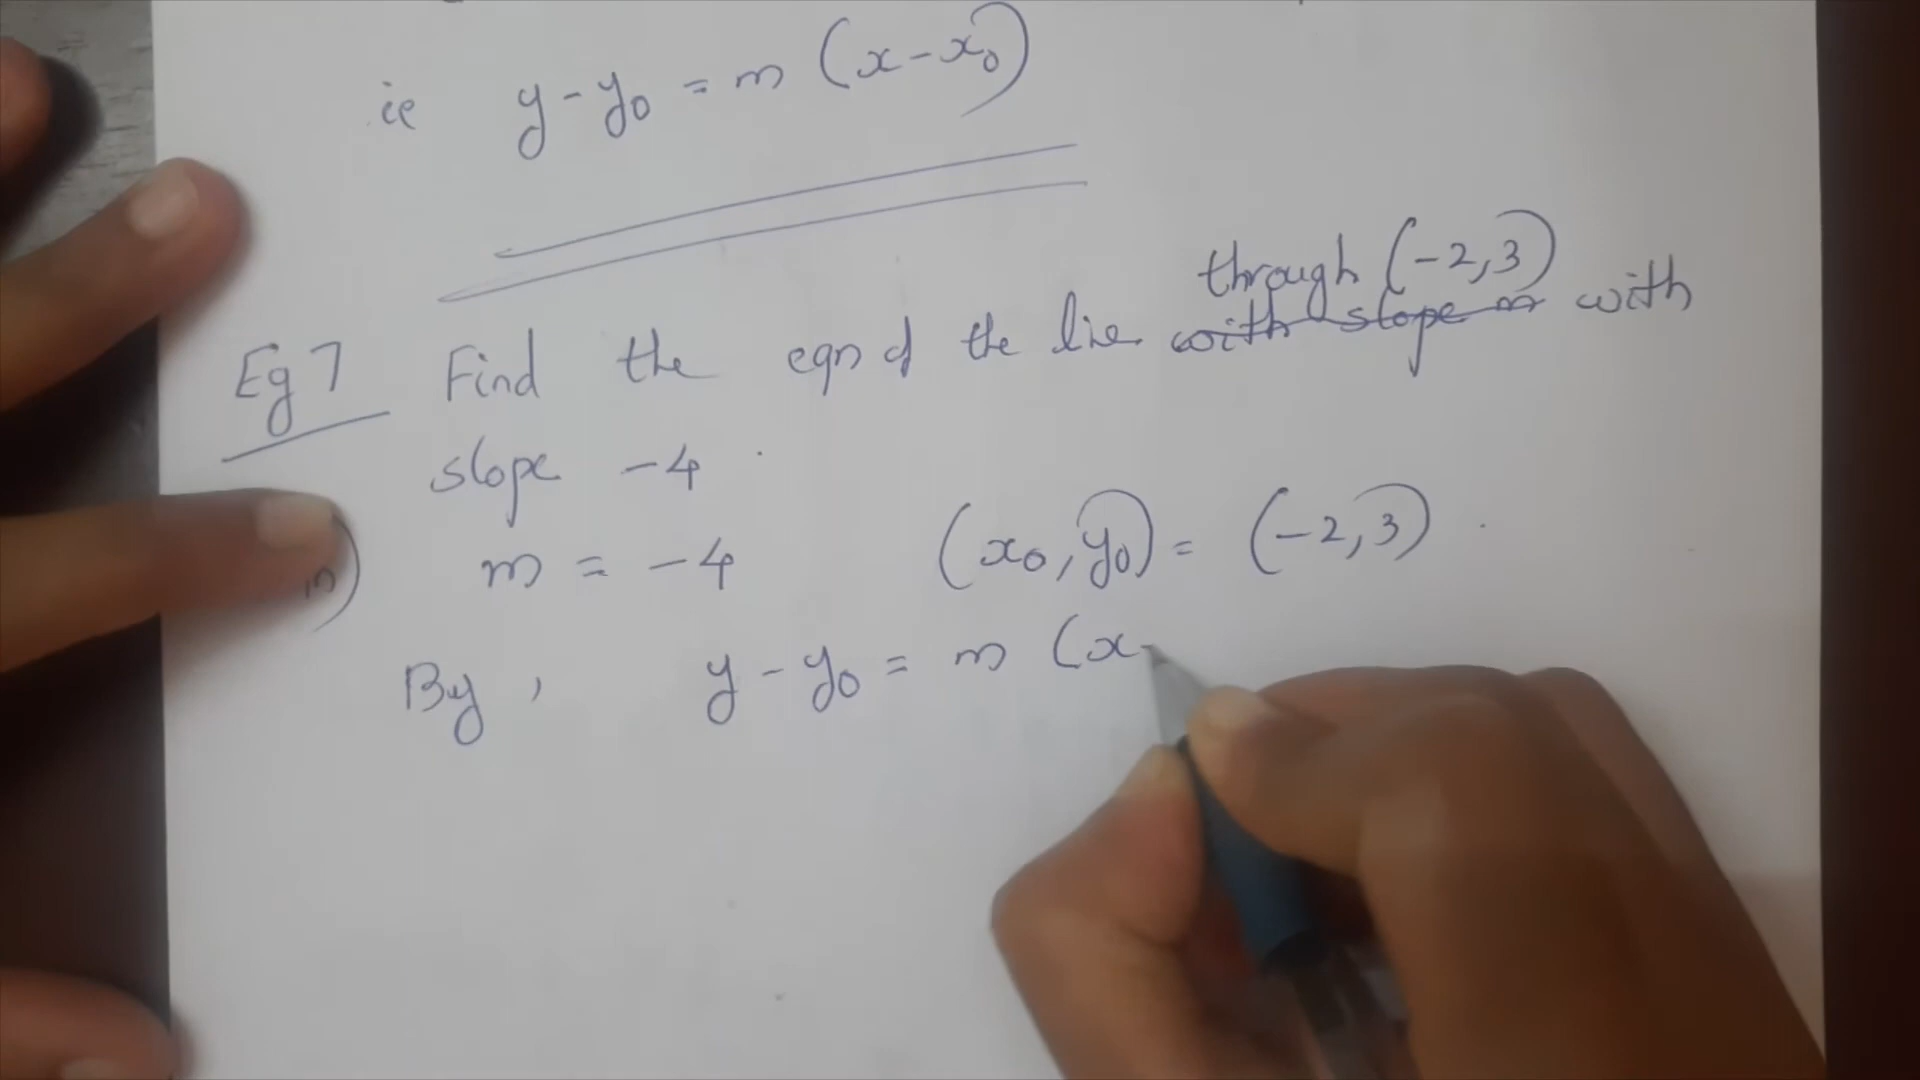 ie y - y₀ = m (x - x₀)
through (-2,3)
Eg 7 Find the eqn of the line with slope m with
slope -4.
m = -4 (x₀, y₀) = (-2,3).
By, y - y₀ = m (x -